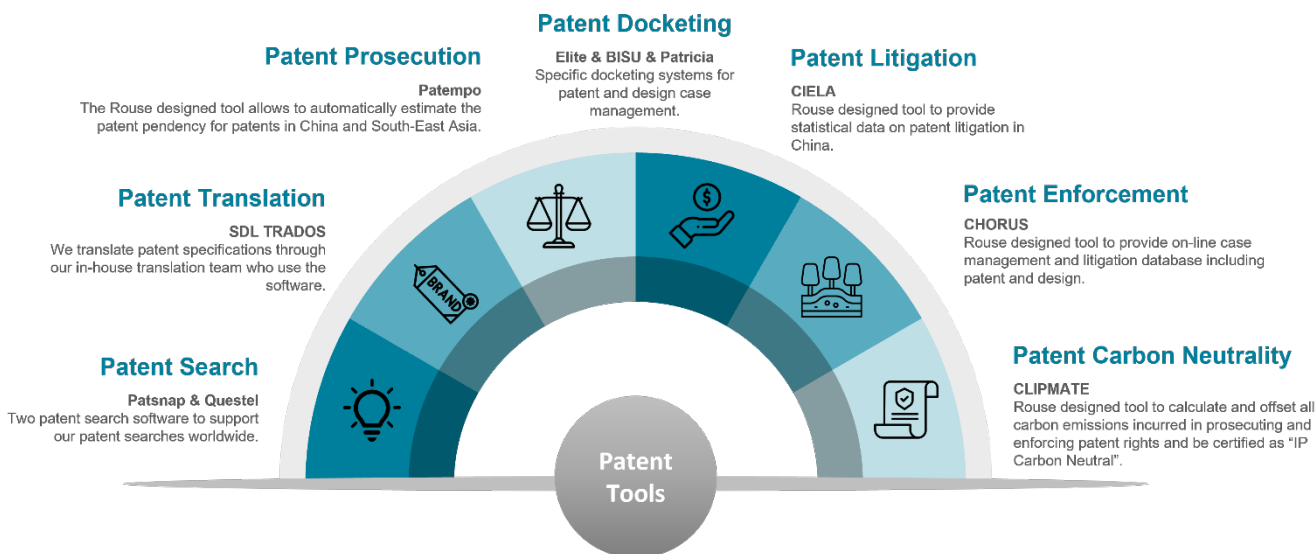 Patent Docketing
Elite & BISU & Patricia
Specific docketing systems for
patent and design case
management.
Patent Prosecution
Patempo
The Rouse designed tool allows to automatically estimate the
patent pendency for patents in China and South-East Asia.
Patent Litigation
CIELA
Rouse designed tool to provide
statistical data on patent litigation in
China.
Patent Translation
SDL TRADOS
We translate patent specifications through
our in-house translation team who use the
software.
Patent Enforcement
CHORUS
Rouse designed tool to provide on-line case
management and litigation database including
patent and design.
Patent Search
Patsnap & Questel
Two patent search software to support
our patent searches worldwide.
Patent Carbon Neutrality
CLIPMATE
Rouse designed tool to calculate and offset all
carbon emissions incurred in prosecuting and
enforcing patent rights and be certified as “IP
Carbon Neutral”.
BRAND
$
Patent
Tools